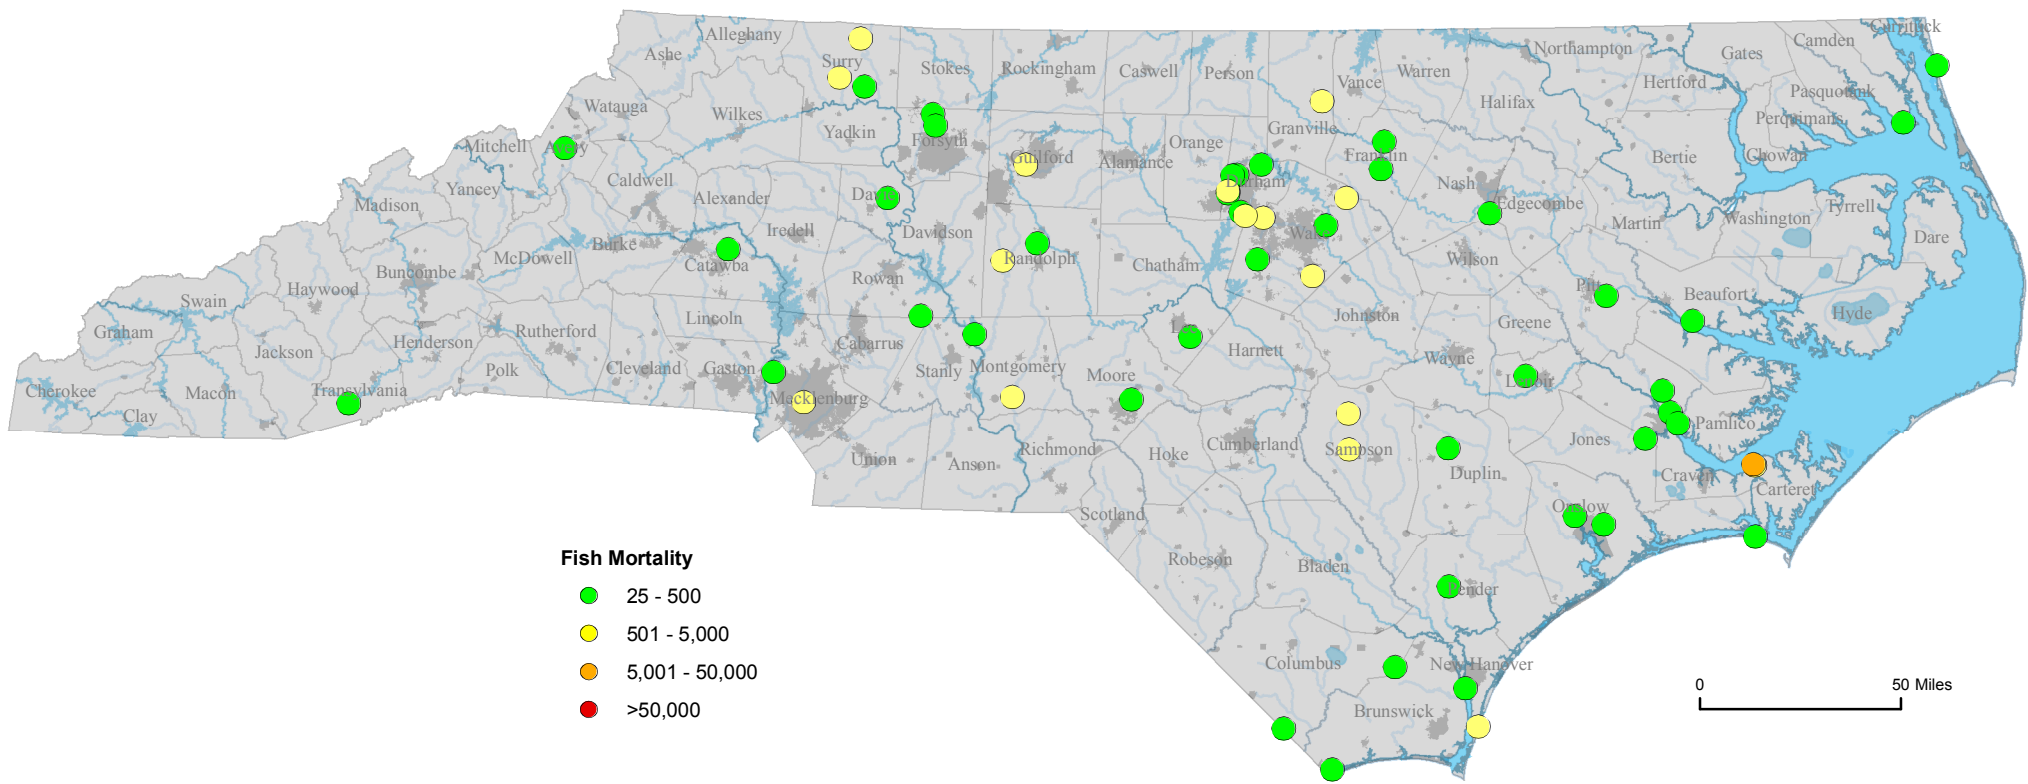 Currituck
Alleghany
Camden
Northampton
Gates
Ashe
Surry
Stokes
Rockingham
Caswell
Person
Vance
Warren
Hertford
Pasquotank
Watauga
Wilkes
Yadkin
Halifax
Perquimans
Granville
Forsyth
Orange
Mitchell
Avery
Guilford
Alamance
Franklin
Bertie
Chowan
Yancey
Caldwell
Alexander
Davie
Durham
Nash
Edgecombe
Madison
Iredell
Davidson
Wake
Martin
Washington
Tyrrell
Dare
Burke
McDowell
Catawba
Randolph
Chatham
Wilson
Buncombe
Rowan
Haywood
Swain
Pitt
Beaufort
Graham
Rutherford
Lincoln
Lee
Johnston
Greene
Hyde
Jackson
Henderson
Cabarrus
Harnett
Wayne
Polk
Cleveland
Gaston
Stanly
Montgomery
Moore
Lenoir
Cherokee
Macon
Transylvania
Mecklenburg
Clay
Pamlico
Union
Anson
Richmond
Hoke
Cumberland
Sampson
Jones
Duplin
Craven
Carteret
Scotland
Onslow
Robeson
Bladen
Pender
Columbus
New Hanover
Brunswick
Fish Mortality
25 - 500
501 - 5,000
5,001 - 50,000
>50,000
0 50 Miles